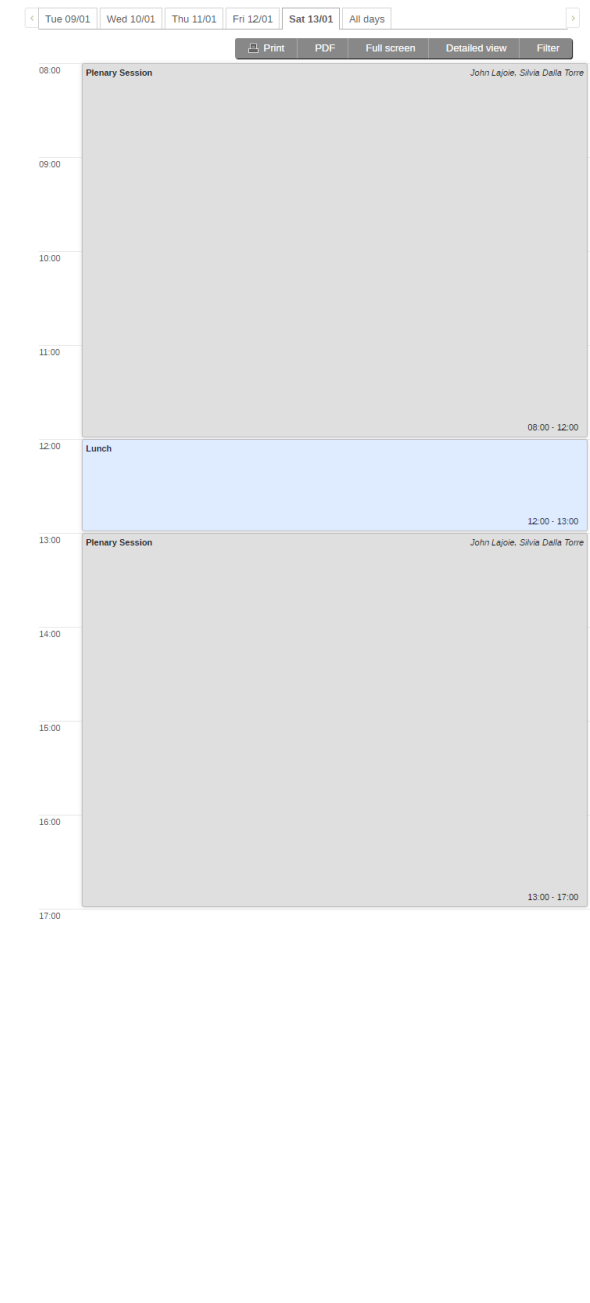 ‹ Tue 09/01 Wed 10/01 Thu 11/01 Fri 12/01 Sat 13/01 All days ›
Print PDF Full screen Detailed view Filter
08:00 Plenary Session John Lajoie, Silvia Dalla Torre
09:00
10:00
11:00
08:00 - 12:00
12:00 Lunch
12:00 - 13:00
13:00 Plenary Session John Lajoie, Silvia Dalla Torre
14:00
15:00
16:00
13:00 - 17:00
17:00